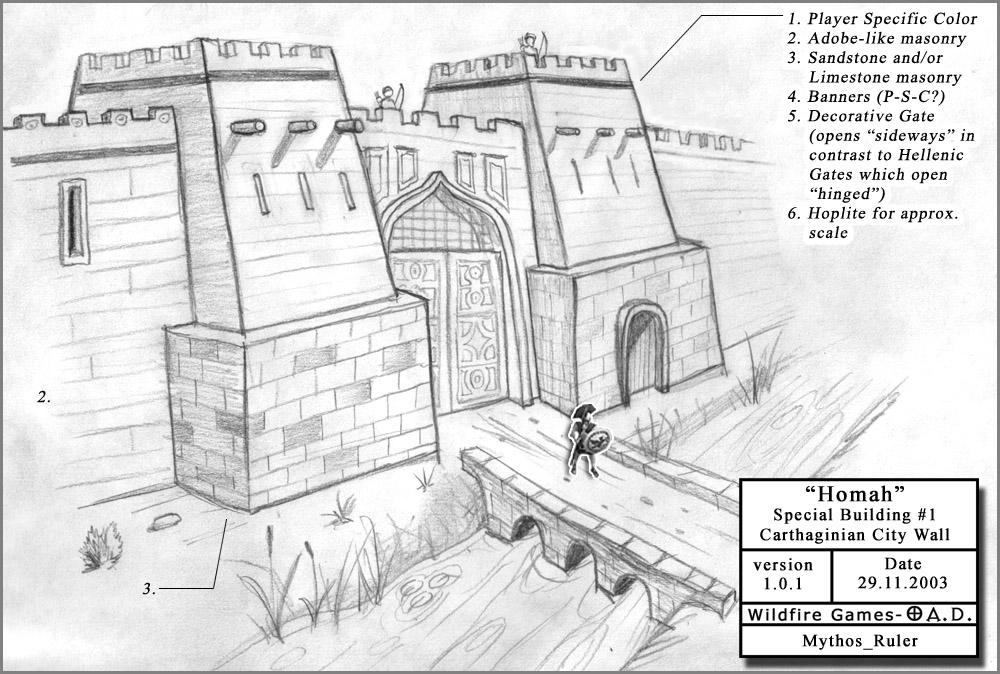 1. Player Specific Color
2. Adobe-like masonry
3. Sandstone and/or
Limestone masonry
4. Banners (P-S-C?)
5. Decorative Gate
(opens “sideways” in
contrast to Hellenic
Gates which open
“hinged”)
6. Hoplite for approx.
scale
2.
3.
“Homah”
Special Building #1
Carthaginian City Wall
version
1.0.1
Date
29.11.2003
Wildfire Games-0 A.D.
Mythos_Ruler